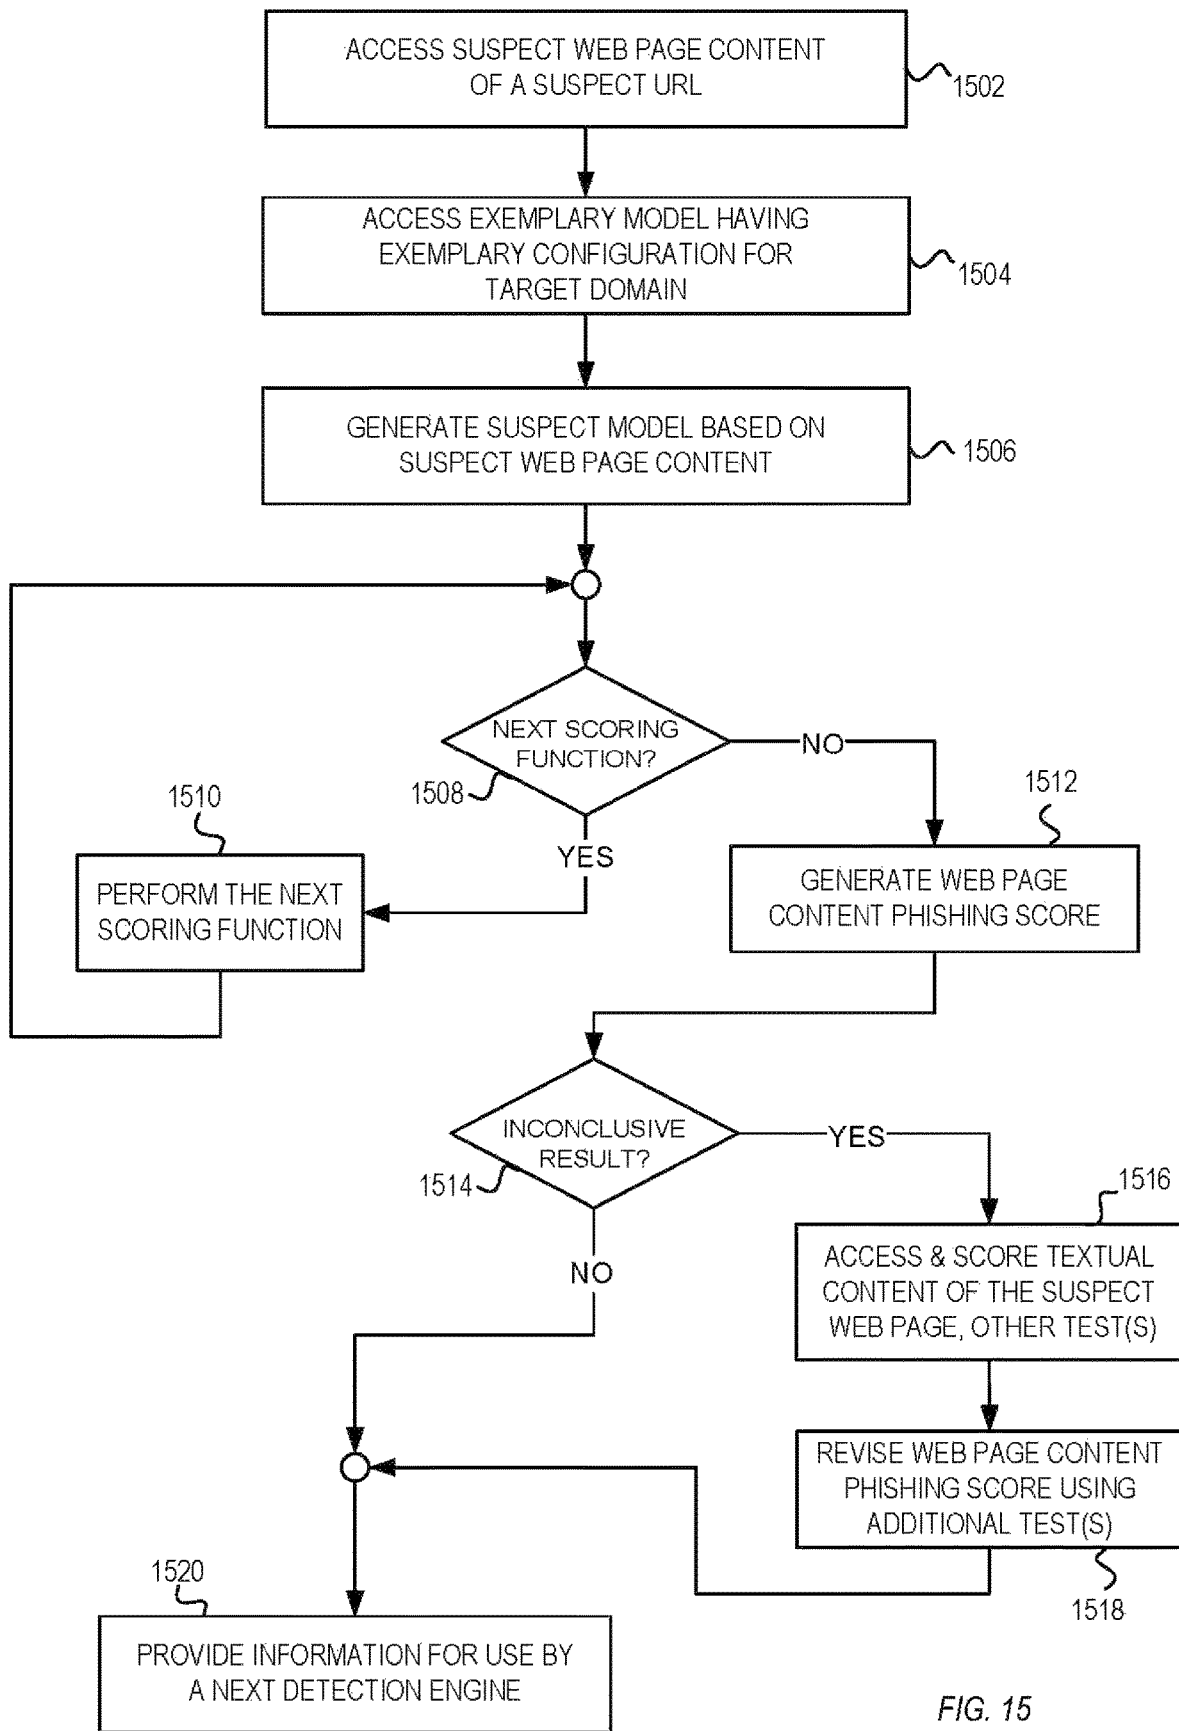 ACCESS SUSPECT WEB PAGE CONTENT
OF A SUSPECT URL
1502
ACCESS EXEMPLARY MODEL HAVING
EXEMPLARY CONFIGURATION FOR
TARGET DOMAIN
1504
GENERATE SUSPECT MODEL BASED ON
SUSPECT WEB PAGE CONTENT
1506
NEXT SCORING
FUNCTION?
1508
NO
YES
1510
PERFORM THE NEXT
SCORING FUNCTION
1512
GENERATE WEB PAGE
CONTENT PHISHING SCORE
INCONCLUSIVE
RESULT?
1514
YES
NO
1516
ACCESS & SCORE TEXTUAL
CONTENT OF THE SUSPECT
WEB PAGE, OTHER TEST(S)
REVISE WEB PAGE CONTENT
PHISHING SCORE USING
ADDITIONAL TEST(S)
1518
1520
PROVIDE INFORMATION FOR USE BY
A NEXT DETECTION ENGINE
FIG. 15